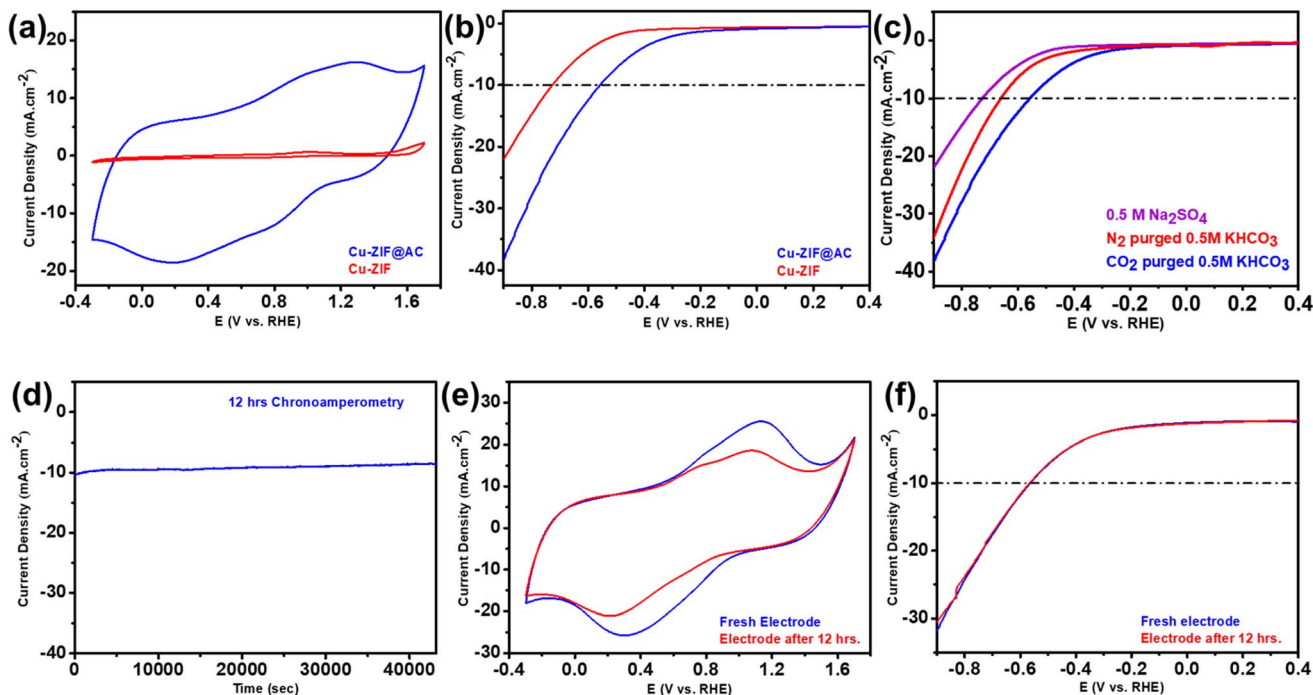 (a)
20
10
0
-10
-20
Current Density (mA.cm-2)
-0.4 0.0 0.4 0.8 1.2 1.6
E (V vs. RHE)
Cu-ZIF@AC
Cu-ZIF
(b)
0
-10
-20
-30
-40
Current Density (mA.cm-2)
-0.8 -0.6 -0.4 -0.2 0.0 0.2 0.4
E (V vs. RHE)
Cu-ZIF@AC
Cu-ZIF
(c)
0
-10
-20
-30
-40
Current Density (mA.cm-2)
-0.8 -0.6 -0.4 -0.2 0.0 0.2 0.4
E (V vs. RHE)
0.5 M Na2SO4
N2 purged 0.5M KHCO3
CO2 purged 0.5M KHCO3
(d)
12 hrs Chronoamperometry
0
-10
-20
-30
-40
Current Density (mA.cm-2)
0 10000 20000 30000 40000
Time (sec)
(e)
30
20
10
0
-10
-20
-30
Current Density (mA.cm-2)
-0.4 0.0 0.4 0.8 1.2 1.6
E (V vs. RHE)
Fresh Electrode
Electrode after 12 hrs.
(f)
0
-10
-20
-30
Current Density (mA.cm-2)
-0.8 -0.6 -0.4 -0.2 0.0 0.2 0.4
E (V vs. RHE)
Fresh electrode
Electrode after 12 hrs.